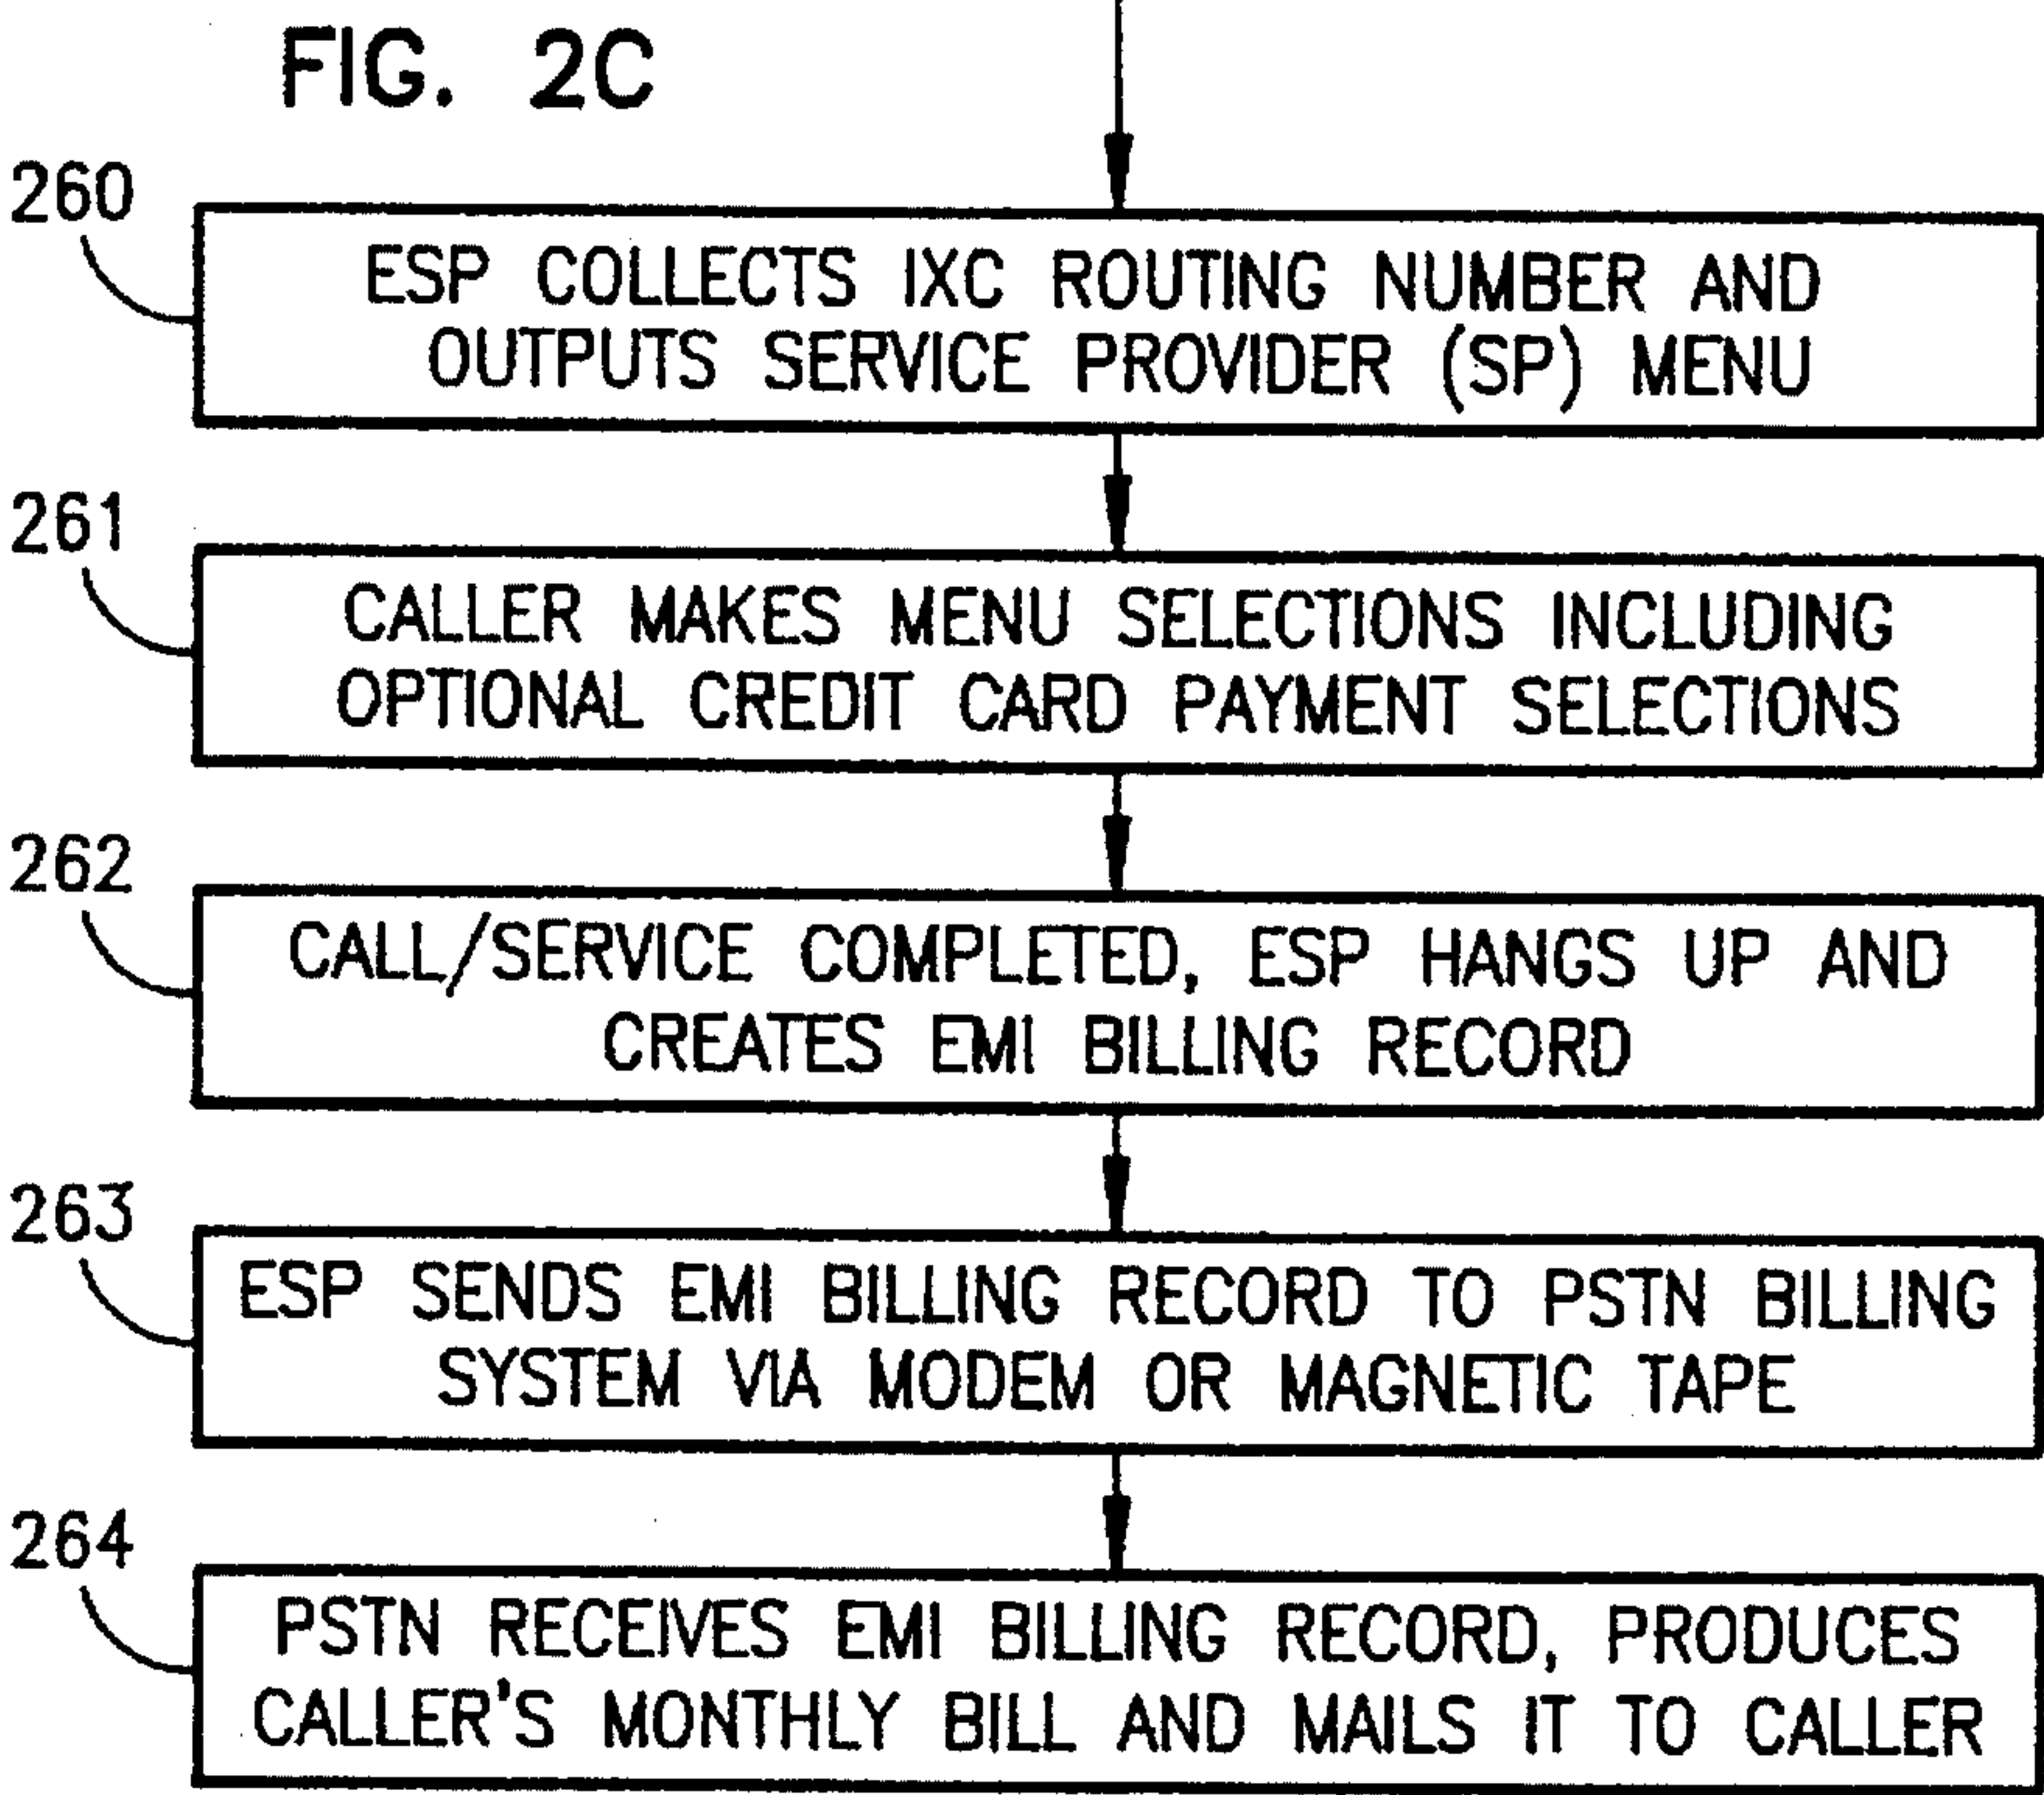 FIG. 2C
260
ESP COLLECTS IXC ROUTING NUMBER AND
OUTPUTS SERVICE PROVIDER (SP) MENU
261
CALLER MAKES MENU SELECTIONS INCLUDING
OPTIONAL CREDIT CARD PAYMENT SELECTIONS
262
CALL/SERVICE COMPLETED, ESP HANGS UP AND
CREATES EMI BILLING RECORD
263
ESP SENDS EMI BILLING RECORD TO PSTN BILLING
SYSTEM VIA MODEM OR MAGNETIC TAPE
264
PSTN RECEIVES EMI BILLING RECORD, PRODUCES
CALLER'S MONTHLY BILL AND MAILS IT TO CALLER